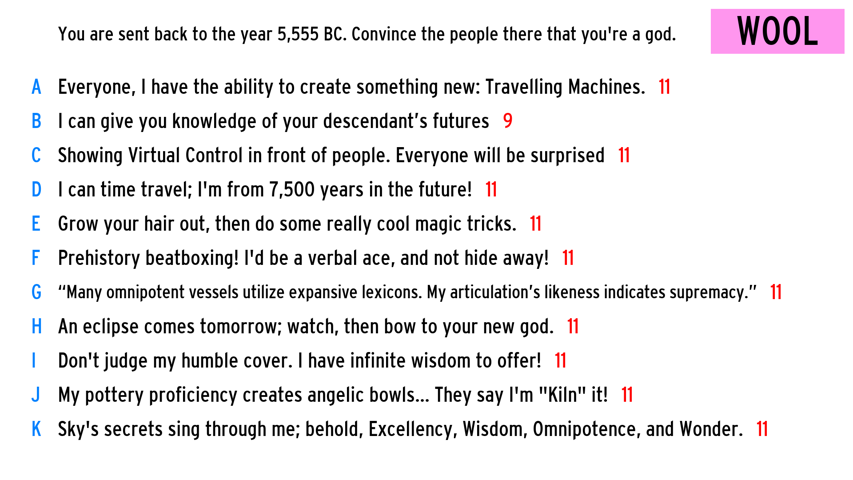 You are sent back to the year 5,555 BC. Convince the people there that you're a god.
WOOL
A Everyone, I have the ability to create something new: Travelling Machines. 11
B I can give you knowledge of your descendant’s futures 9
C Showing Virtual Control in front of people. Everyone will be surprised 11
D I can time travel; I'm from 7,500 years in the future! 11
E Grow your hair out, then do some really cool magic tricks. 11
F Prehistory beatboxing! I'd be a verbal ace, and not hide away! 11
G “Many omnipotent vessels utilize expansive lexicons. My articulation’s likeness indicates supremacy.” 11
H An eclipse comes tomorrow; watch, then bow to your new god. 11
I Don't judge my humble cover. I have infinite wisdom to offer! 11
J My pottery proficiency creates angelic bowls... They say I'm "Kiln" it! 11
K Sky's secrets sing through me; behold, Excellency, Wisdom, Omnipotence, and Wonder. 11